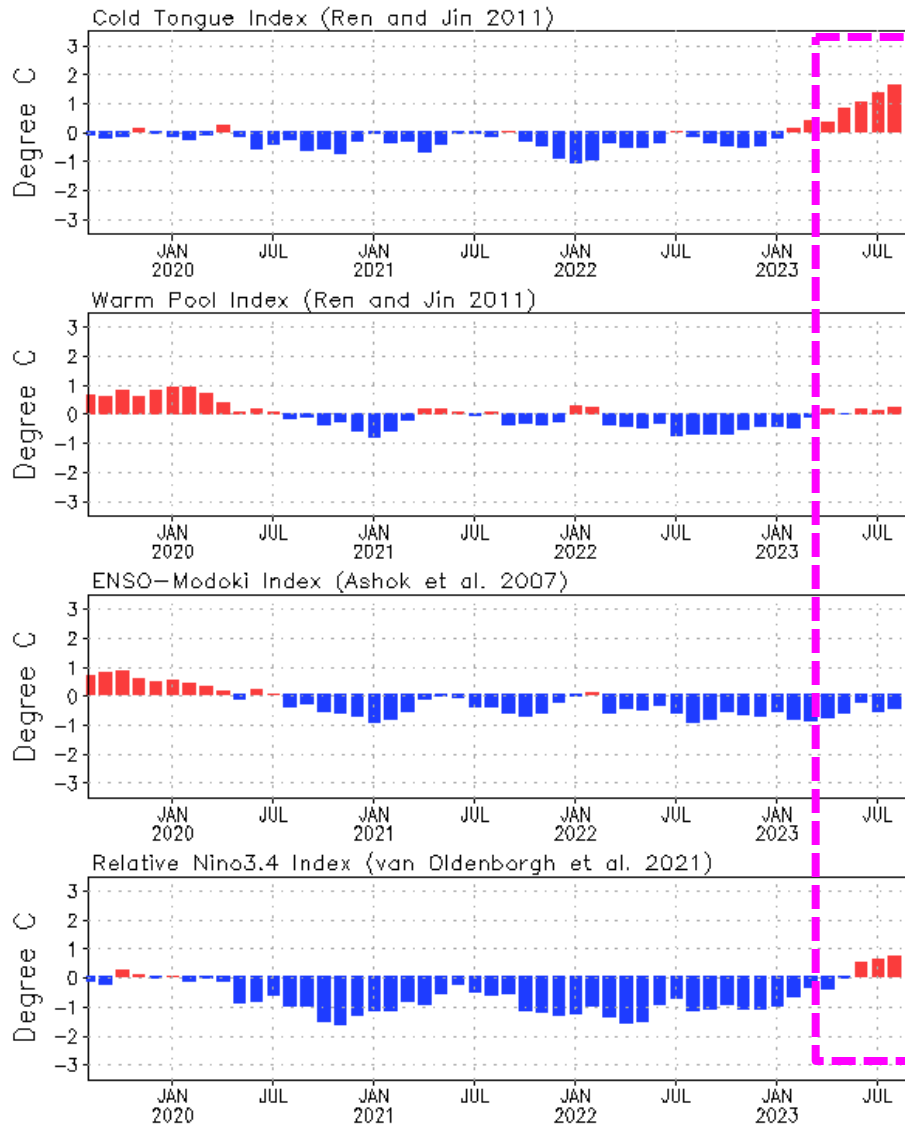 Cold Tongue Index (Ren and Jin 2011)
Degree C
3
2
1
0
-1
-2
-3
JAN JUL JAN JUL JAN JUL JAN JUL
2020 2021 2022 2023
Warm Pool Index (Ren and Jin 2011)
Degree C
3
2
1
0
-1
-2
-3
JAN JUL JAN JUL JAN JUL JAN JUL
2020 2021 2022 2023
ENSO-Modoki Index (Ashok et al. 2007)
Degree C
3
2
1
0
-1
-2
-3
JAN JUL JAN JUL JAN JUL JAN JUL
2020 2021 2022 2023
Relative Nino3.4 Index (van Oldenborgh et al. 2021)
Degree C
3
2
1
0
-1
-2
-3
JAN JUL JAN JUL JAN JUL JAN JUL
2020 2021 2022 2023